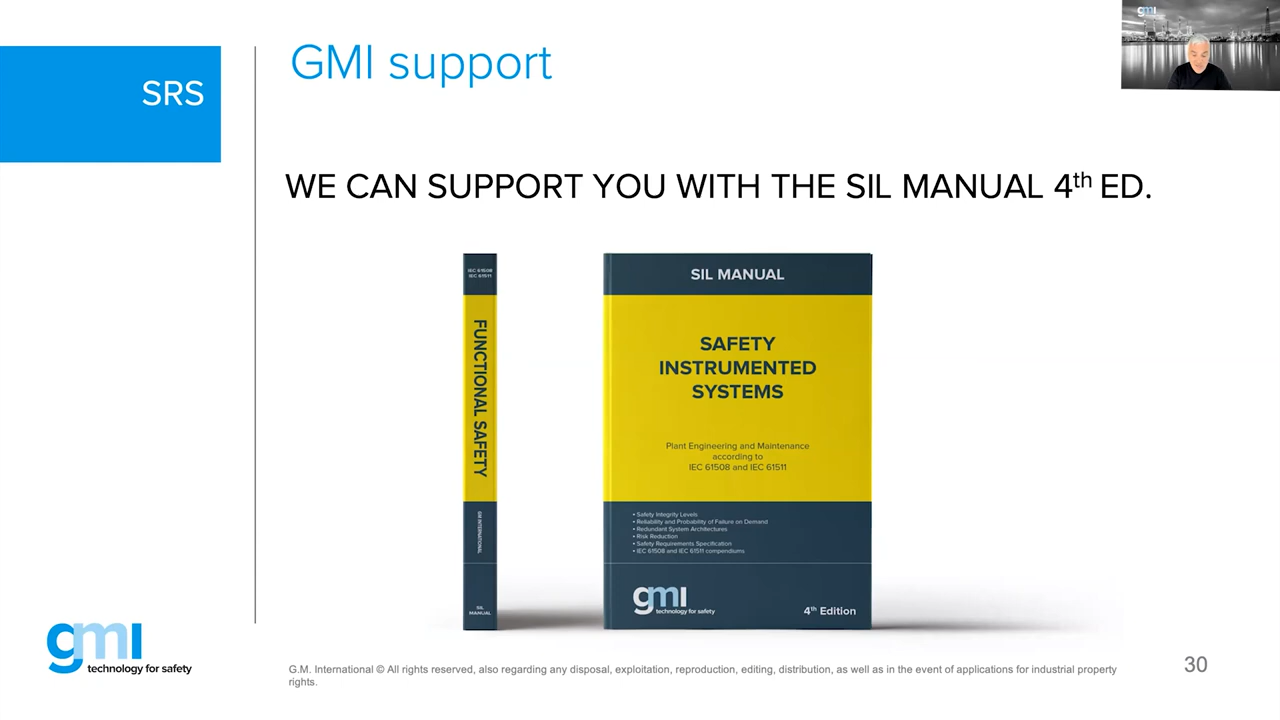 SRS
GMI support
gmi
WE CAN SUPPORT YOU WITH THE SIL MANUAL 4th ED.
IEC 61508
IEC 61511
FUNCTIONAL SAFETY
GM INTERNATIONAL
SIL
MANUAL
SIL MANUAL
SAFETY
INSTRUMENTED
SYSTEMS
Plant Engineering and Maintenance
according to
IEC 61508 and IEC 61511
• Safety Integrity Levels
• Reliability and Probability of Failure on Demand
• Redundant System Architectures
• Risk Reduction
• Safety Requirements Specification
• IEC 61508 and IEC 61511 compendiums
gmi
technology for safety
4th Edition
gmi
technology for safety
G.M. International © All rights reserved, also regarding any disposal, exploitation, reproduction, editing, distribution, as well as in the event of applications for industrial property
rights.
30